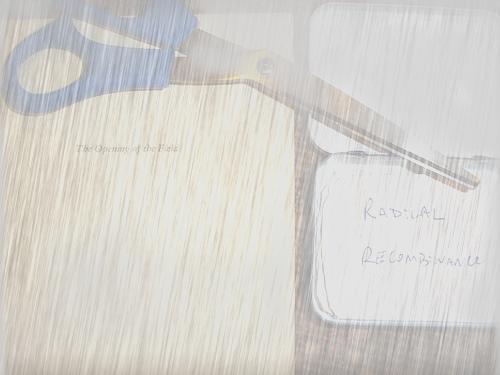 The Opening of the Field
RADICAL
RECOMBINANCE